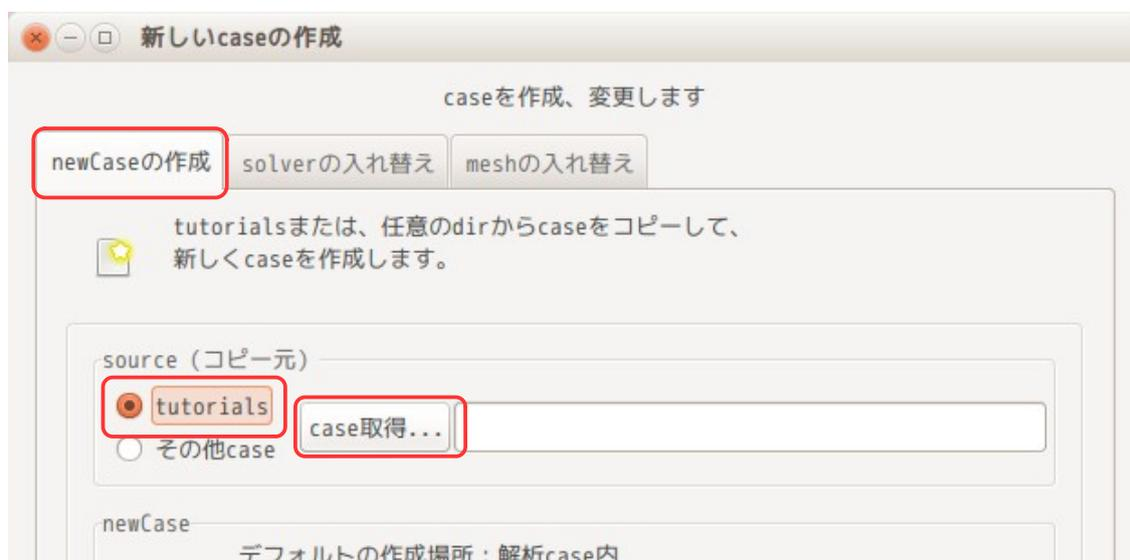 新しいcaseの作成
caseを作成、変更します
newCaseの作成 solverの入れ替え meshの入れ替え
tutorialsまたは、任意のdirからcaseをコピーして、
新しくcaseを作成します。
source (コピー元)
tutorials
case取得...
その他case
newCase
デフォルトの作成場所：解析case内